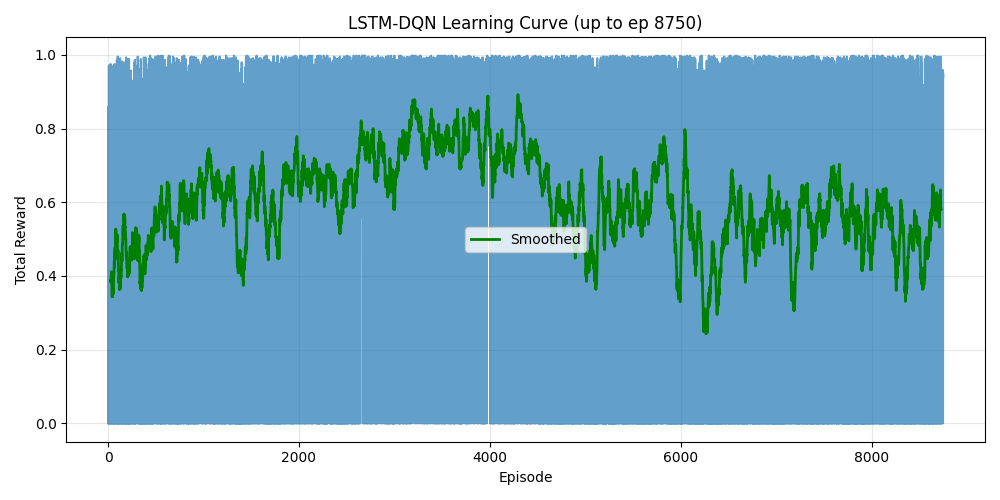 LSTM-DQN Learning Curve (up to ep 8750)
1.0
0.8
0.6
0.4
0.2
0.0
Total Reward
Smoothed
0 2000 4000 6000 8000
Episode